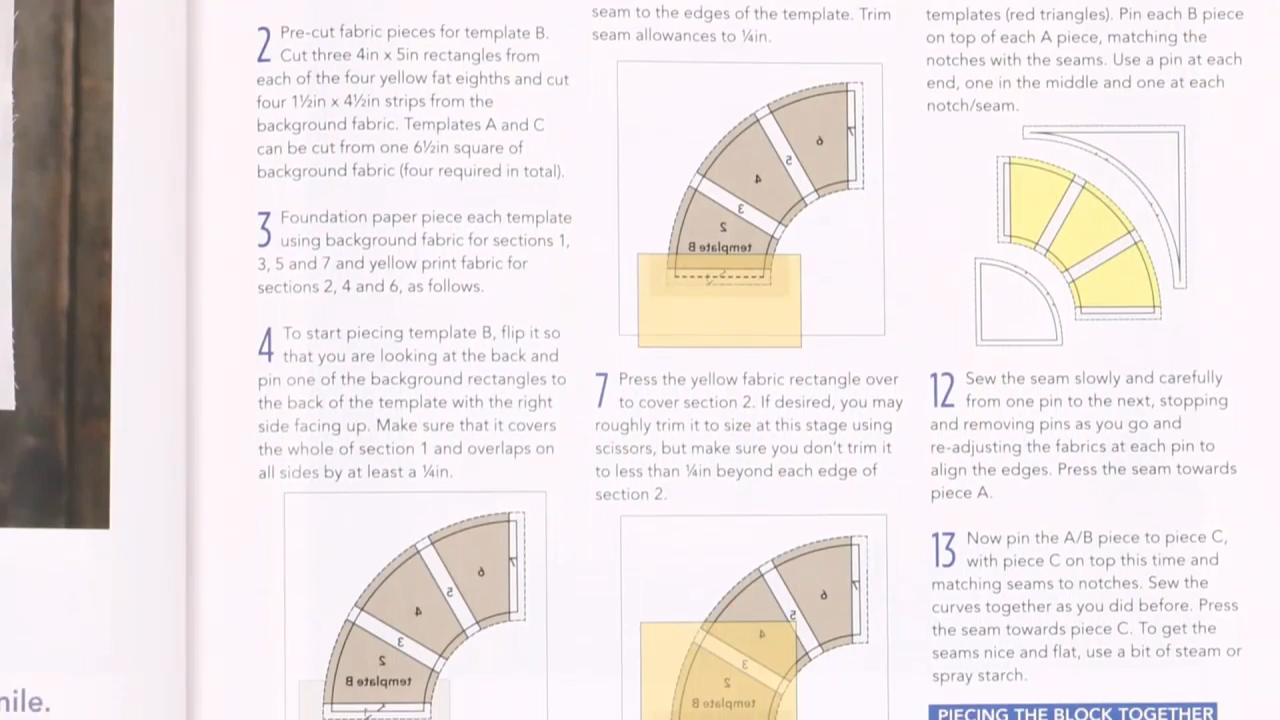 2 Pre-cut fabric pieces for template B.
Cut three 4in x 5in rectangles from
each of the four yellow fat eighths and cut
four 1½in x 4½in strips from the
background fabric. Templates A and C
can be cut from one 6½in square of
background fabric (four required in total).
3 Foundation paper piece each template
using background fabric for sections 1,
3, 5 and 7 and yellow print fabric for
sections 2, 4 and 6, as follows.
4 To start piecing template B, flip it so
that you are looking at the back and
pin one of the background rectangles to
the back of the template with the right
side facing up. Make sure that it covers
the whole of section 1 and overlaps on
all sides by at least a ¼in.
6
5
4
3
2
template B
seam to the edges of the template. Trim
seam allowances to ¼in.
6
5
4
3
2
template B
7 Press the yellow fabric rectangle over
to cover section 2. If desired, you may
roughly trim it to size at this stage using
scissors, but make sure you don't trim it
to less than ¼in beyond each edge of
section 2.
6
5
4
3
2
template B
templates (red triangles). Pin each B piece
on top of each A piece, matching the
notches with the seams. Use a pin at each
end, one in the middle and one at each
notch/seam.
12 Sew the seam slowly and carefully
from one pin to the next, stopping
and removing pins as you go and
re-adjusting the fabrics at each pin to
align the edges. Press the seam towards
piece A.
13 Now pin the A/B piece to piece C,
with piece C on top this time and
matching seams to notches. Sew the
curves together as you did before. Press
the seam towards piece C. To get the
seams nice and flat, use a bit of steam or
spray starch.
PIECING THE BLOCK TOGETHER